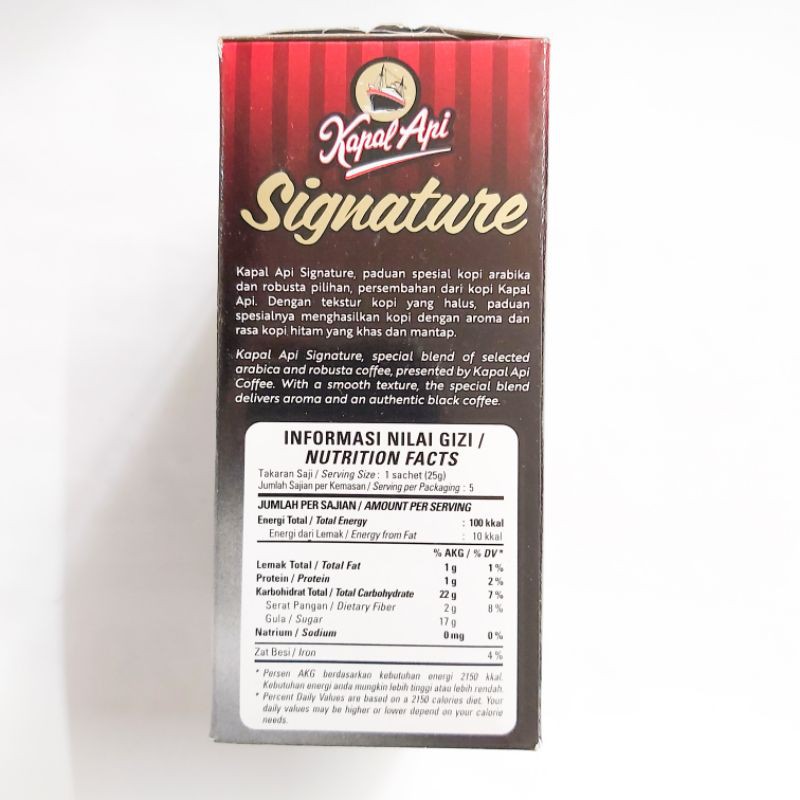 Kapal Api
Signature
Kapal Api Signature, paduan spesial kopi arabika
dan robusta pilihan, persembahan dari kopi Kapal
Api. Dengan tekstur kopi yang halus, paduan
spesialnya menghasilkan kopi dengan aroma dan
rasa kopi hitam yang khas dan mantap.
Kapal Api Signature, special blend of selected
arabica and robusta coffee, presented by Kapal Api
Coffee. With a smooth texture, the special blend
delivers aroma and an authentic black coffee.
INFORMASI NILAI GIZI /
NUTRITION FACTS
Takaran Saji / Serving Size : 1 sachet (25g)
Jumlah Sajian per Kemasan / Serving per Packaging : 5
JUMLAH PER SAJIAN / AMOUNT PER SERVING
Energi Total / Total Energy : 100 kkal
Energi dari Lemak / Energy from Fat : 10 kkal
% AKG / % DV*
Lemak Total / Total Fat 1 g 1%
Protein / Protein 1 g 2%
Karbohidrat Total / Total Carbohydrate 22 g 7%
Serat Pangan / Dietary Fiber 2 g 8%
Gula / Sugar 17 g
Natrium / Sodium 0 mg 0%
Zat Besi / Iron 4%
* Persen AKG berdasarkan kebutuhan energi 2150 kkal.
Kebutuhan energi anda mungkin lebih tinggi atau lebih rendah.
* Percent Daily Values are based on a 2150 calories diet. Your
daily values may be higher or lower depend on your calorie
needs.